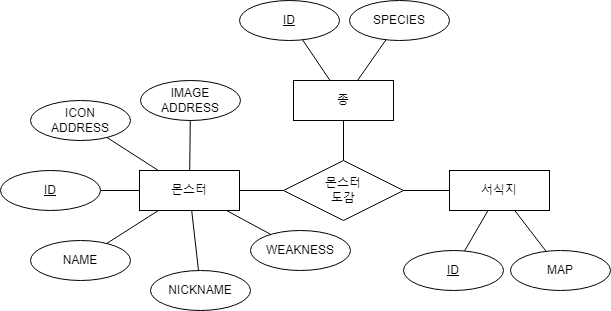 ID
SPECIES
종
IMAGE
ADDRESS
ICON
ADDRESS
ID
몬스터
몬스터
도감
서식지
NAME
NICKNAME
WEAKNESS
ID
MAP